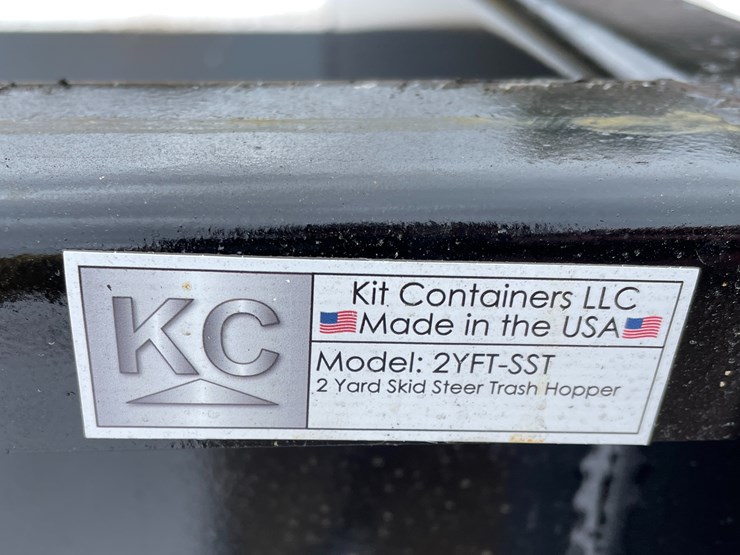 KC
Kit Containers LLC
Made in the USA
Model: 2YFT-SST
2 Yard Skid Steer Trash Hopper